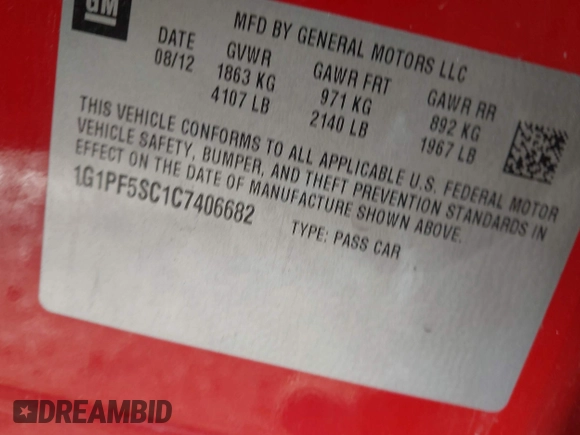 GM
MFD BY GENERAL MOTORS LLC
DATE GVWR GAWR FRT GAWR RR
08/12 1863 KG 971 KG 892 KG
4107 LB 2140 LB 1967 LB
THIS VEHICLE CONFORMS TO ALL APPLICABLE U.S. FEDERAL MOTOR
VEHICLE SAFETY, BUMPER, AND THEFT PREVENTION STANDARDS IN
EFFECT ON THE DATE OF MANUFACTURE SHOWN ABOVE.
1G1PF5SC1C7406682 TYPE: PASS CAR
DREAMBID